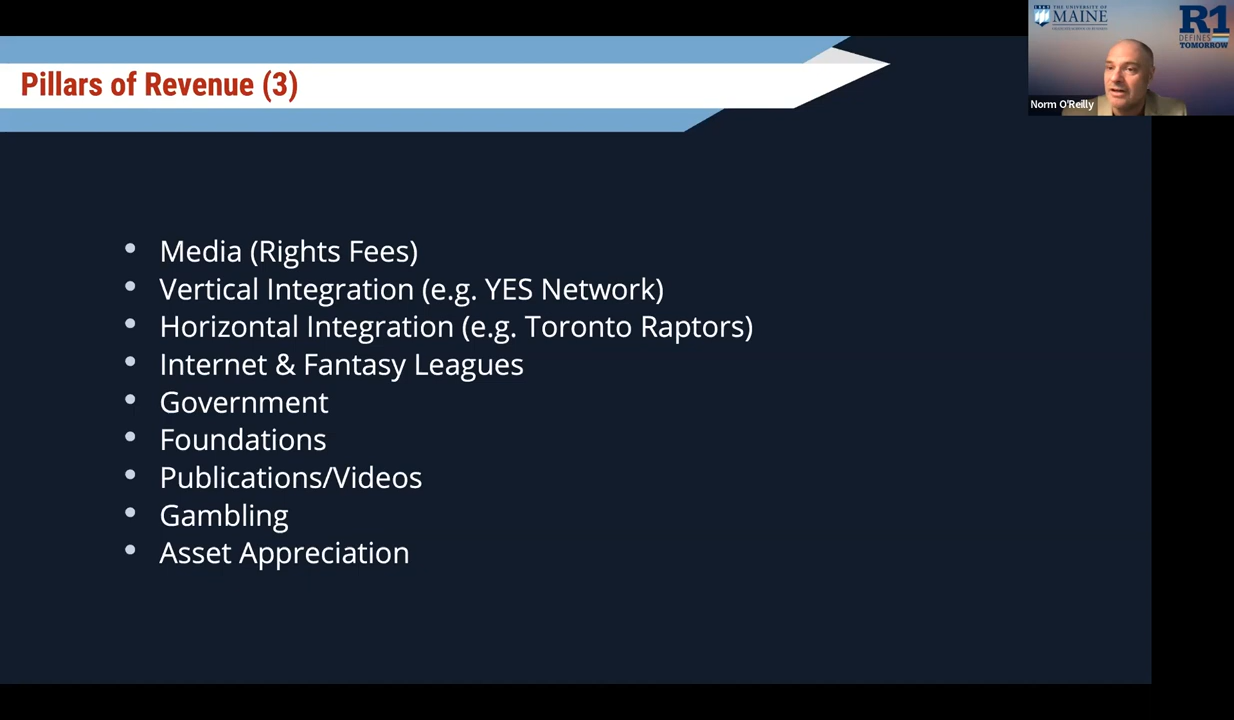 Pillars of Revenue (3)
THE UNIVERSITY OF
MAINE
R1
DEFINES
TOMORROW
Norm O'Reilly
• Media (Rights Fees)
• Vertical Integration (e.g. YES Network)
• Horizontal Integration (e.g. Toronto Raptors)
• Internet & Fantasy Leagues
• Government
• Foundations
• Publications/Videos
• Gambling
• Asset Appreciation